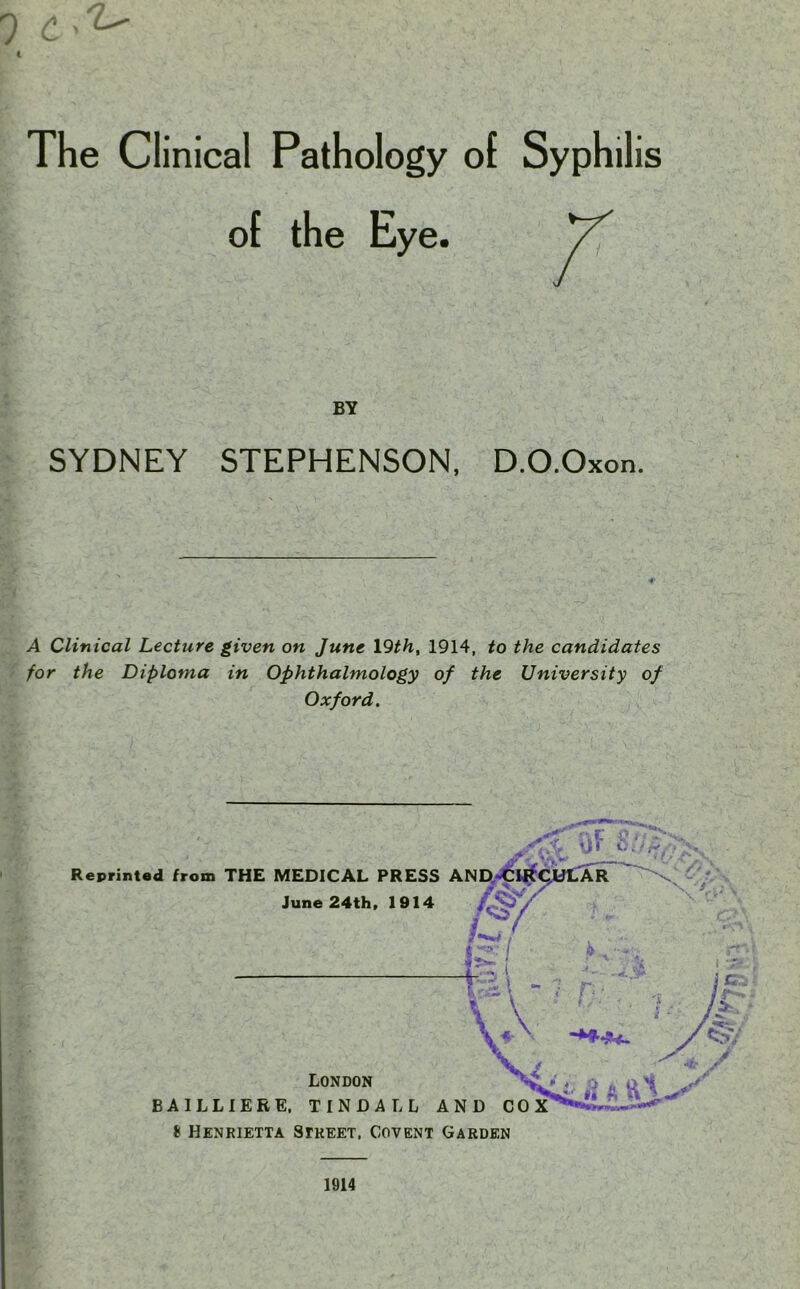 The Clinical Pathology of Syphilis
of the Eye.
7
BY
SYDNEY STEPHENSON, D.O.Oxon.
A Clinical Lecture given on June 19th, 1914, to the candidates
for the Diploma in Ophthalmology of the University of
Oxford.
Reprinted from THE MEDICAL PRESS AND CIRCULAR
June 24th, 1914
LONDON
BAILLIERE, TINDALL AND COX
8 HENRIETTA STREET, COVENT GARDEN
1914